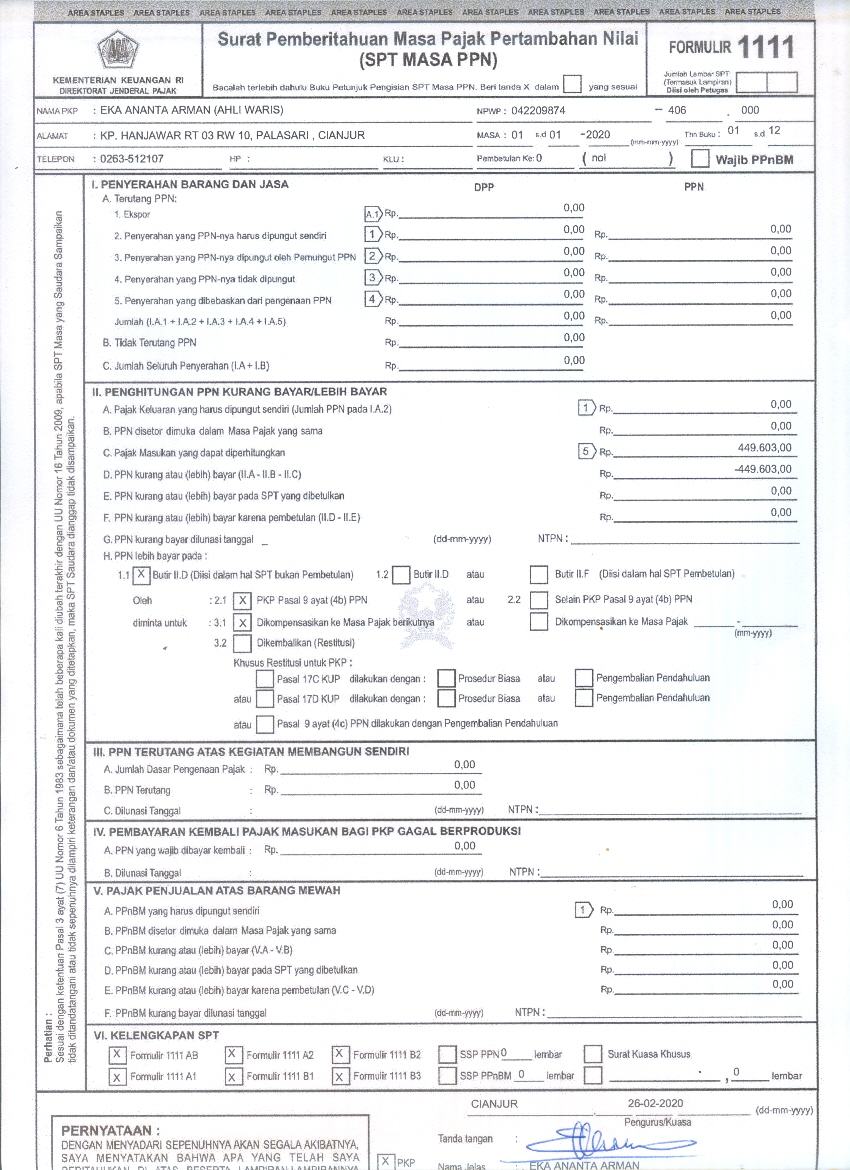 AREA STAPLES AREA STAPLES AREA STAPLES AREA STAPLES AREA STAPLES AREA STAPLES AREA STAPLES AREA STAPLES AREA STAPLES AREA STAPLES AREA STAPLES
KEMENTERIAN KEUANGAN RI
DIREKTORAT JENDERAL PAJAK
Surat Pemberitahuan Masa Pajak Pertambahan Nilai
(SPT MASA PPN)
Bacalah terlebih dahulu Buku Petunjuk Pengisian SPT Masa PPN. Beri tanda X dalam yang sesuai
FORMULIR 1111
Jumlah Lembar SPT
(Termasuk Lampiran)
Diisi oleh Petugas
NAMA PKP : EKA ANANTA ARMAN (AHLI WARIS) NPWP : 042209874 – 406 . 000
ALAMAT : KP. HANJAWAR RT 03 RW 10, PALASARI , CIANJUR MASA : 01 s.d 01 -2020 (mm-mm-yyyy) Thn Buku : 01 s.d 12
TELEPON : 0263-512107 HP : KLU : Pembetulan Ke: 0 ( nol ) Wajib PPnBM
I. PENYERAHAN BARANG DAN JASA DPP PPN
A. Terutang PPN:
1. Ekspor A.1 Rp. 0,00
2. Penyerahan yang PPN-nya harus dipungut sendiri 1 Rp. 0,00 Rp. 0,00
3. Penyerahan yang PPN-nya dipungut oleh Pemungut PPN 2 Rp. 0,00 Rp. 0,00
4. Penyerahan yang PPN-nya tidak dipungut 3 Rp. 0,00 Rp. 0,00
5. Penyerahan yang dibebaskan dari pengenaan PPN 4 Rp. 0,00 Rp. 0,00
Jumlah (I.A.1 + I.A.2 + I.A.3 + I.A.4 + I.A.5) Rp. 0,00 Rp. 0,00
B. Tidak Terutang PPN Rp. 0,00
C. Jumlah Seluruh Penyerahan (I.A + I.B) Rp. 0,00
II. PENGHITUNGAN PPN KURANG BAYAR/LEBIH BAYAR
A. Pajak Keluaran yang harus dipungut sendiri (Jumlah PPN pada I.A.2) 1 Rp. 0,00
B. PPN disetor dimuka dalam Masa Pajak yang sama Rp. 0,00
C. Pajak Masukan yang dapat diperhitungkan 5 Rp. 449.603,00
D. PPN kurang atau (lebih) bayar (II.A - II.B - II.C) Rp. -449.603,00
E. PPN kurang atau (lebih) bayar pada SPT yang dibetulkan Rp. 0,00
F. PPN kurang atau (lebih) bayar karena pembetulan (II.D - II.E) Rp. 0,00
G. PPN kurang bayar dilunasi tanggal _ (dd-mm-yyyy) NTPN :
H. PPN lebih bayar pada :
1.1 X Butir II.D (Diisi dalam hal SPT bukan Pembetulan) 1.2 Butir II.D atau Butir II.F (Diisi dalam hal SPT Pembetulan)
Oleh : 2.1 X PKP Pasal 9 ayat (4b) PPN atau 2.2 Selain PKP Pasal 9 ayat (4b) PPN
diminta untuk : 3.1 X Dikompensasikan ke Masa Pajak berikutnya atau Dikompensasikan ke Masa Pajak -
(mm-yyyy)
3.2 Dikembalikan (Restitusi)
Khusus Restitusi untuk PKP :
Pasal 17C KUP dilakukan dengan : Prosedur Biasa atau Pengembalian Pendahuluan
atau Pasal 17D KUP dilakukan dengan : Prosedur Biasa atau Pengembalian Pendahuluan
atau Pasal 9 ayat (4c) PPN dilakukan dengan Pengembalian Pendahuluan
III. PPN TERUTANG ATAS KEGIATAN MEMBANGUN SENDIRI
A. Jumlah Dasar Pengenaan Pajak : Rp. 0,00
B. PPN Terutang : Rp. 0,00
C. Dilunasi Tanggal : (dd-mm-yyyy) NTPN :
IV. PEMBAYARAN KEMBALI PAJAK MASUKAN BAGI PKP GAGAL BERPRODUKSI
A. PPN yang wajib dibayar kembali : Rp. 0,00
B. Dilunasi Tanggal : (dd-mm-yyyy) NTPN :
V. PAJAK PENJUALAN ATAS BARANG MEWAH
A. PPnBM yang harus dipungut sendiri 1 Rp. 0,00
B. PPnBM disetor dimuka dalam Masa Pajak yang sama Rp. 0,00
C. PPnBM kurang atau (lebih) bayar (V.A - V.B) Rp. 0,00
D. PPnBM kurang atau (lebih) bayar pada SPT yang dibetulkan Rp. 0,00
E. PPnBM kurang atau (lebih) bayar karena pembetulan (V.C - V.D) Rp. 0,00
F. PPnBM kurang bayar dilunasi tanggal (dd-mm-yyyy) NTPN :
VI. KELENGKAPAN SPT
X Formulir 1111 AB X Formulir 1111 A2 X Formulir 1111 B2 SSP PPN 0 lembar Surat Kuasa Khusus
X Formulir 1111 A1 X Formulir 1111 B1 X Formulir 1111 B3 SSP PPnBM 0 lembar , 0 lembar
Perhatian :
Sesuai dengan ketentuan Pasal 3 ayat (7) UU Nomor 6 Tahun 1983 sebagaimana telah beberapa kali diubah terakhir dengan UU Nomor 16 Tahun 2009, apabila SPT Masa yang Saudara Sampaikan
tidak ditandatangani atau tidak sepenuhnya dilampiri keterangan dan/atau dokumen yang ditetapkan, maka SPT Saudara dianggap tidak disampaikan.
CIANJUR , 26-02-2020 (dd-mm-yyyy)
Pengurus/Kuasa
PERNYATAAN :
DENGAN MENYADARI SEPENUHNYA AKAN SEGALA AKIBATNYA,
SAYA MENYATAKAN BAHWA APA YANG TELAH SAYA
BERITAHUKAN DI ATAS BESERTA LAMPIRAN-LAMPIRANNYA
X PKP
Tanda tangan :
Nama Jelas : EKA ANANTA ARMAN